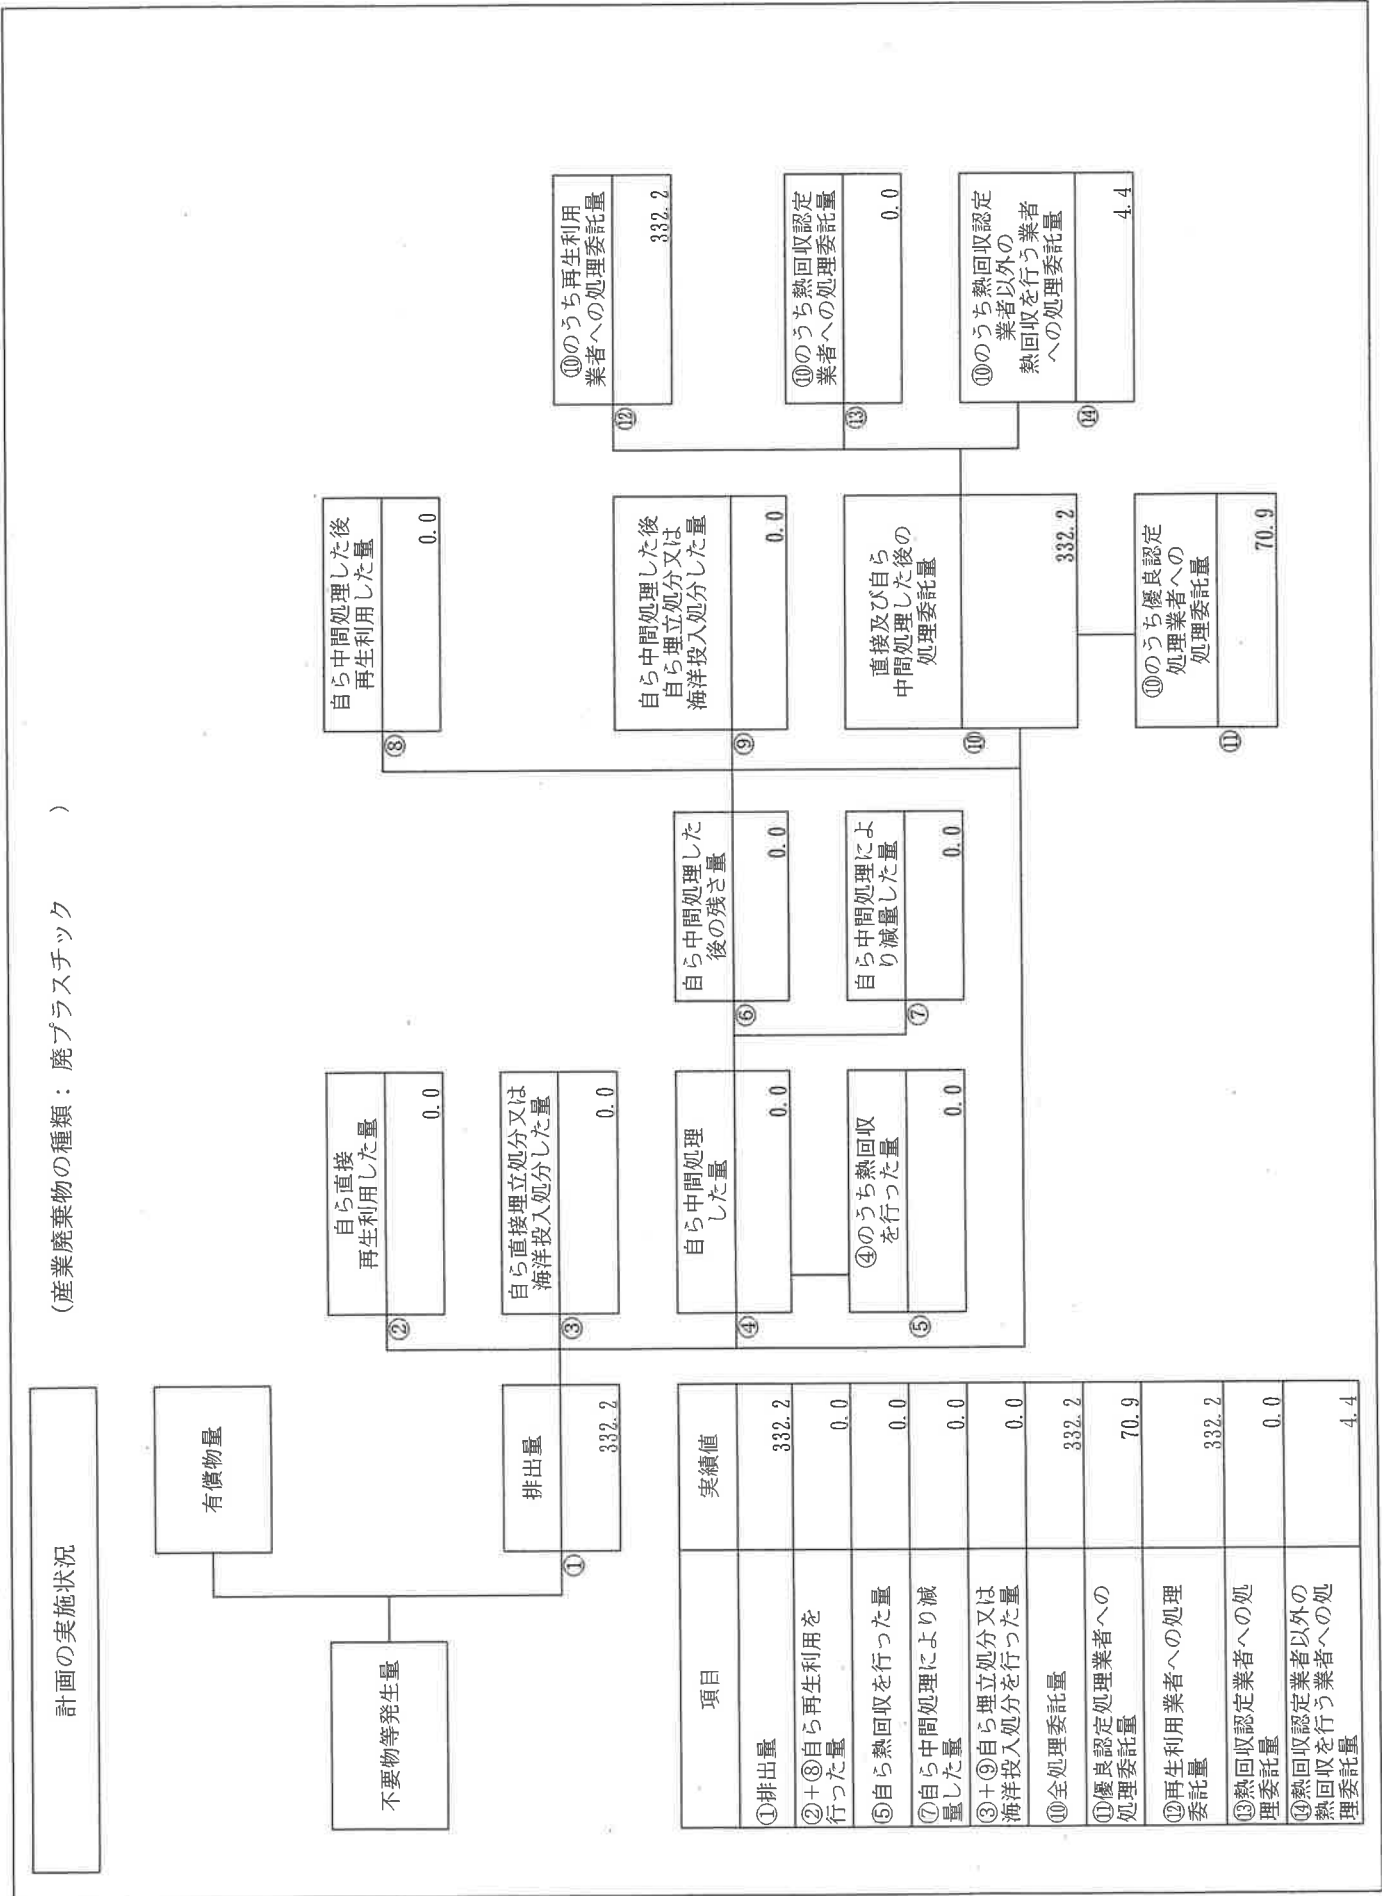 計画の実施状況
(産業廃棄物の種類：廃プラスチック　　　)
不要物等発生量
有償物量
①
排出量
332.2
②
自ら直接
再生利用した量
0.0
③
自ら直接埋立処分又は
海洋投入処分した量
0.0
④
自ら中間処理
した量
0.0
⑤
④のうち熱回収
を行った量
0.0
⑥
自ら中間処理した
後の残さ量
0.0
⑦
自ら中間処理によ
り減量した量
0.0
⑧
自ら中間処理した後
再生利用した量
0.0
⑨
自ら中間処理した後
自ら埋立処分又は
海洋投入処分した量
0.0
⑩
直接及び自ら
中間処理した後の
処理委託量
332.2
⑪
⑩のうち優良認定
処理業者への
処理委託量
70.9
⑫
⑩のうち再生利用
業者への処理委託量
332.2
⑬
⑩のうち熱回収認定
業者への処理委託量
0.0
⑭
⑩のうち熱回収認定
業者以外の
熱回収を行う業者
への処理委託量
4.4
項目 実績値
①排出量 332.2
②+⑧自ら再生利用を
行った量 0.0
⑤自ら熱回収を行った量 0.0
⑦自ら中間処理により減
量した量 0.0
③+⑨自ら埋立処分又は
海洋投入処分を行った量 0.0
⑩全処理委託量 332.2
⑪優良認定処理業者への
処理委託量 70.9
⑫再生利用業者への処理
委託量 332.2
⑬熱回収認定業者への処
理委託量 0.0
⑭熱回収認定業者以外の
熱回収を行う業者への処
理委託量 4.4